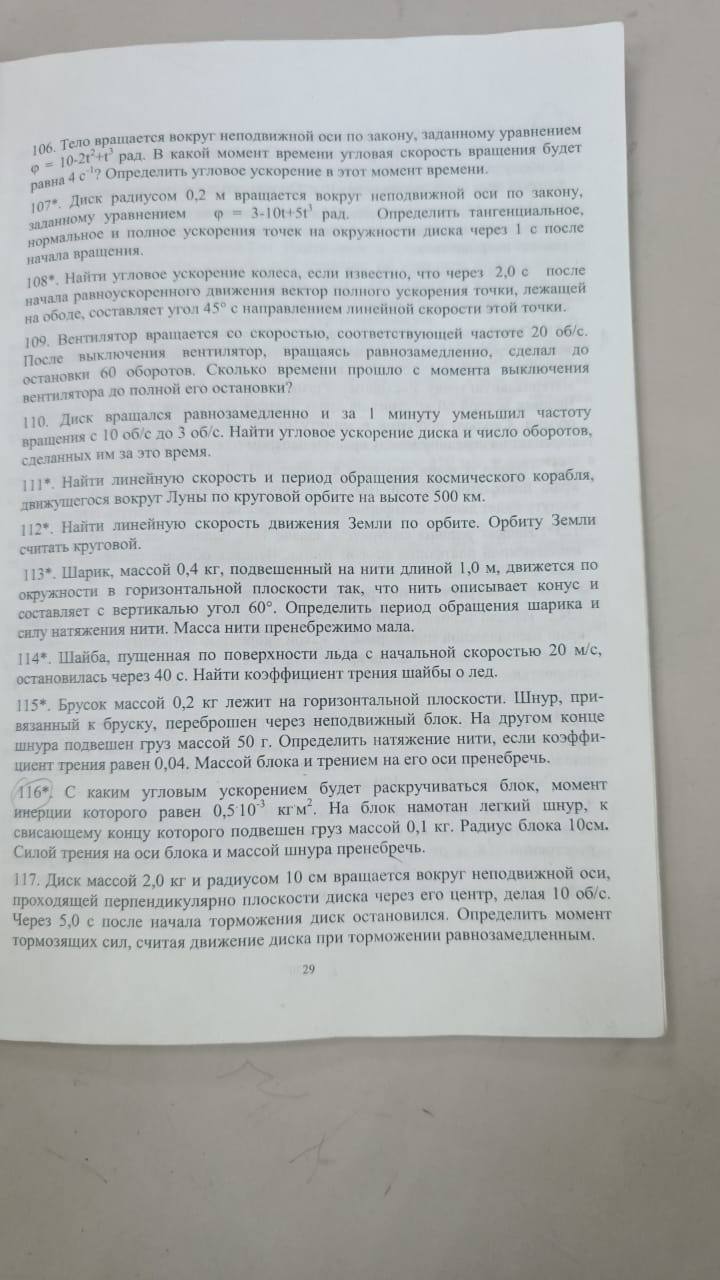 106. Тело вращается вокруг неподвижной оси по закону, заданному уравнением
φ = 10-2t²+t³ рад. В какой момент времени угловая скорость вращения будет
равна 4 с⁻¹? Определить угловое ускорение в этот момент времени.
107*. Диск радиусом 0,2 м вращается вокруг неподвижной оси по закону,
заданному уравнением φ = 3-10t+5t³ рад. Определить тангенциальное,
нормальное и полное ускорения точек на окружности диска через 1 с после
начала вращения.
108*. Найти угловое ускорение колеса, если известно, что через 2,0 с после
начала равноускоренного движения вектор полного ускорения точки, лежащей
на ободе, составляет угол 45° с направлением линейной скорости этой точки.
109. Вентилятор вращается со скоростью, соответствующей частоте 20 об/с.
После выключения вентилятор, вращаясь равнозамедленно, сделал до
остановки 60 оборотов. Сколько времени прошло с момента выключения
вентилятора до полной его остановки?
110. Диск вращался равнозамедленно и за 1 минуту уменьшил частоту
вращения с 10 об/с до 3 об/с. Найти угловое ускорение диска и число оборотов,
сделанных им за это время.
111*. Найти линейную скорость и период обращения космического корабля,
движущегося вокруг Луны по круговой орбите на высоте 500 км.
112*. Найти линейную скорость движения Земли по орбите. Орбиту Земли
считать круговой.
113*. Шарик, массой 0,4 кг, подвешенный на нити длиной 1,0 м, движется по
окружности в горизонтальной плоскости так, что нить описывает конус и
составляет с вертикалью угол 60°. Определить период обращения шарика и
силу натяжения нити. Масса нити пренебрежимо мала.
114*. Шайба, пущенная по поверхности льда с начальной скоростью 20 м/с,
остановилась через 40 с. Найти коэффициент трения шайбы о лед.
115*. Брусок массой 0,2 кг лежит на горизонтальной плоскости. Шнур, при-
вязанный к бруску, переброшен через неподвижный блок. На другом конце
шнура подвешен груз массой 50 г. Определить натяжение нити, если коэффи-
циент трения равен 0,04. Массой блока и трением на его оси пренебречь.
116*. С каким угловым ускорением будет раскручиваться блок, момент
инерции которого равен 0,5·10⁻³ кг·м². На блок намотан легкий шнур, к
свисающему концу которого подвешен груз массой 0,1 кг. Радиус блока 10см.
Силой трения на оси блока и массой шнура пренебречь.
117. Диск массой 2,0 кг и радиусом 10 см вращается вокруг неподвижной оси,
проходящей перпендикулярно плоскости диска через его центр, делая 10 об/с.
Через 5,0 с после начала торможения диск остановился. Определить момент
тормозящих сил, считая движение диска при торможении равнозамедленным.
29